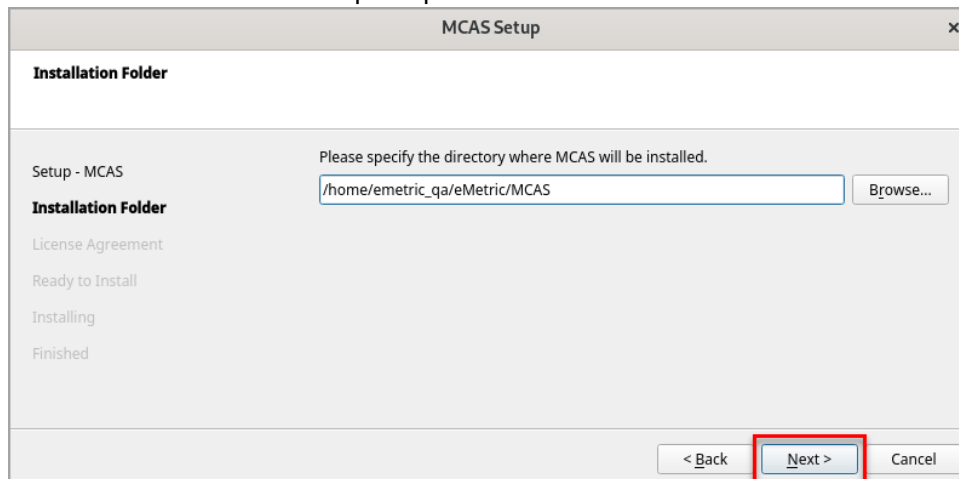 MCAS Setup
Installation Folder
Setup - MCAS
Installation Folder
License Agreement
Ready to Install
Installing
Finished
Please specify the directory where MCAS will be installed.
/home/emetric_qa/eMetric/MCAS
Browse...
< Back
Next >
Cancel